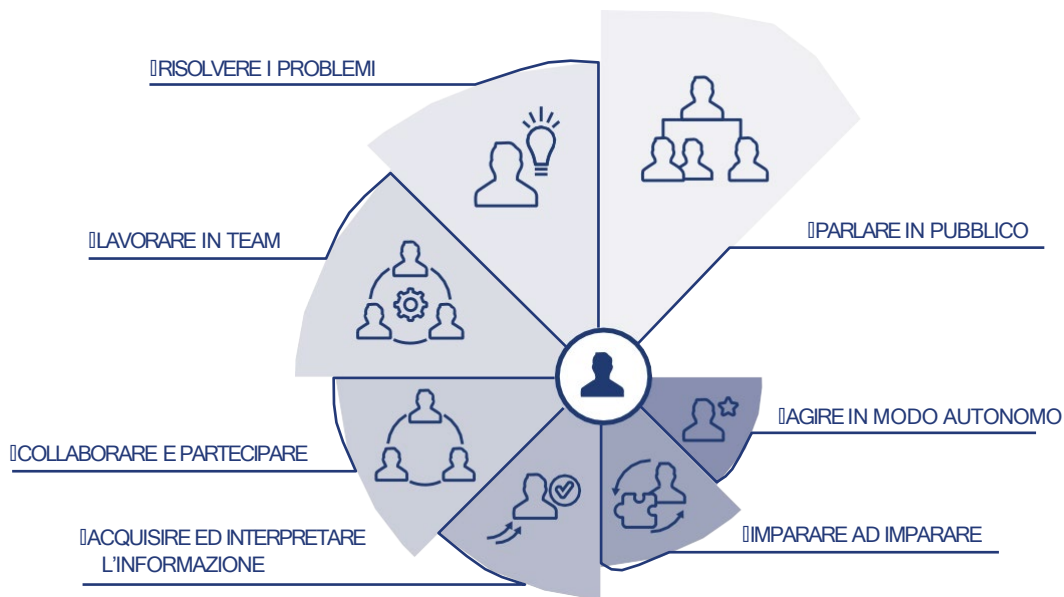 RISOLVERE I PROBLEMI
LAVORARE IN TEAM
PARLARE IN PUBBLICO
AGIRE IN MODO AUTONOMO
COLLABORARE E PARTECIPARE
ACQUISIRE ED INTERPRETARE
L'INFORMAZIONE
IMPARARE AD IMPARARE